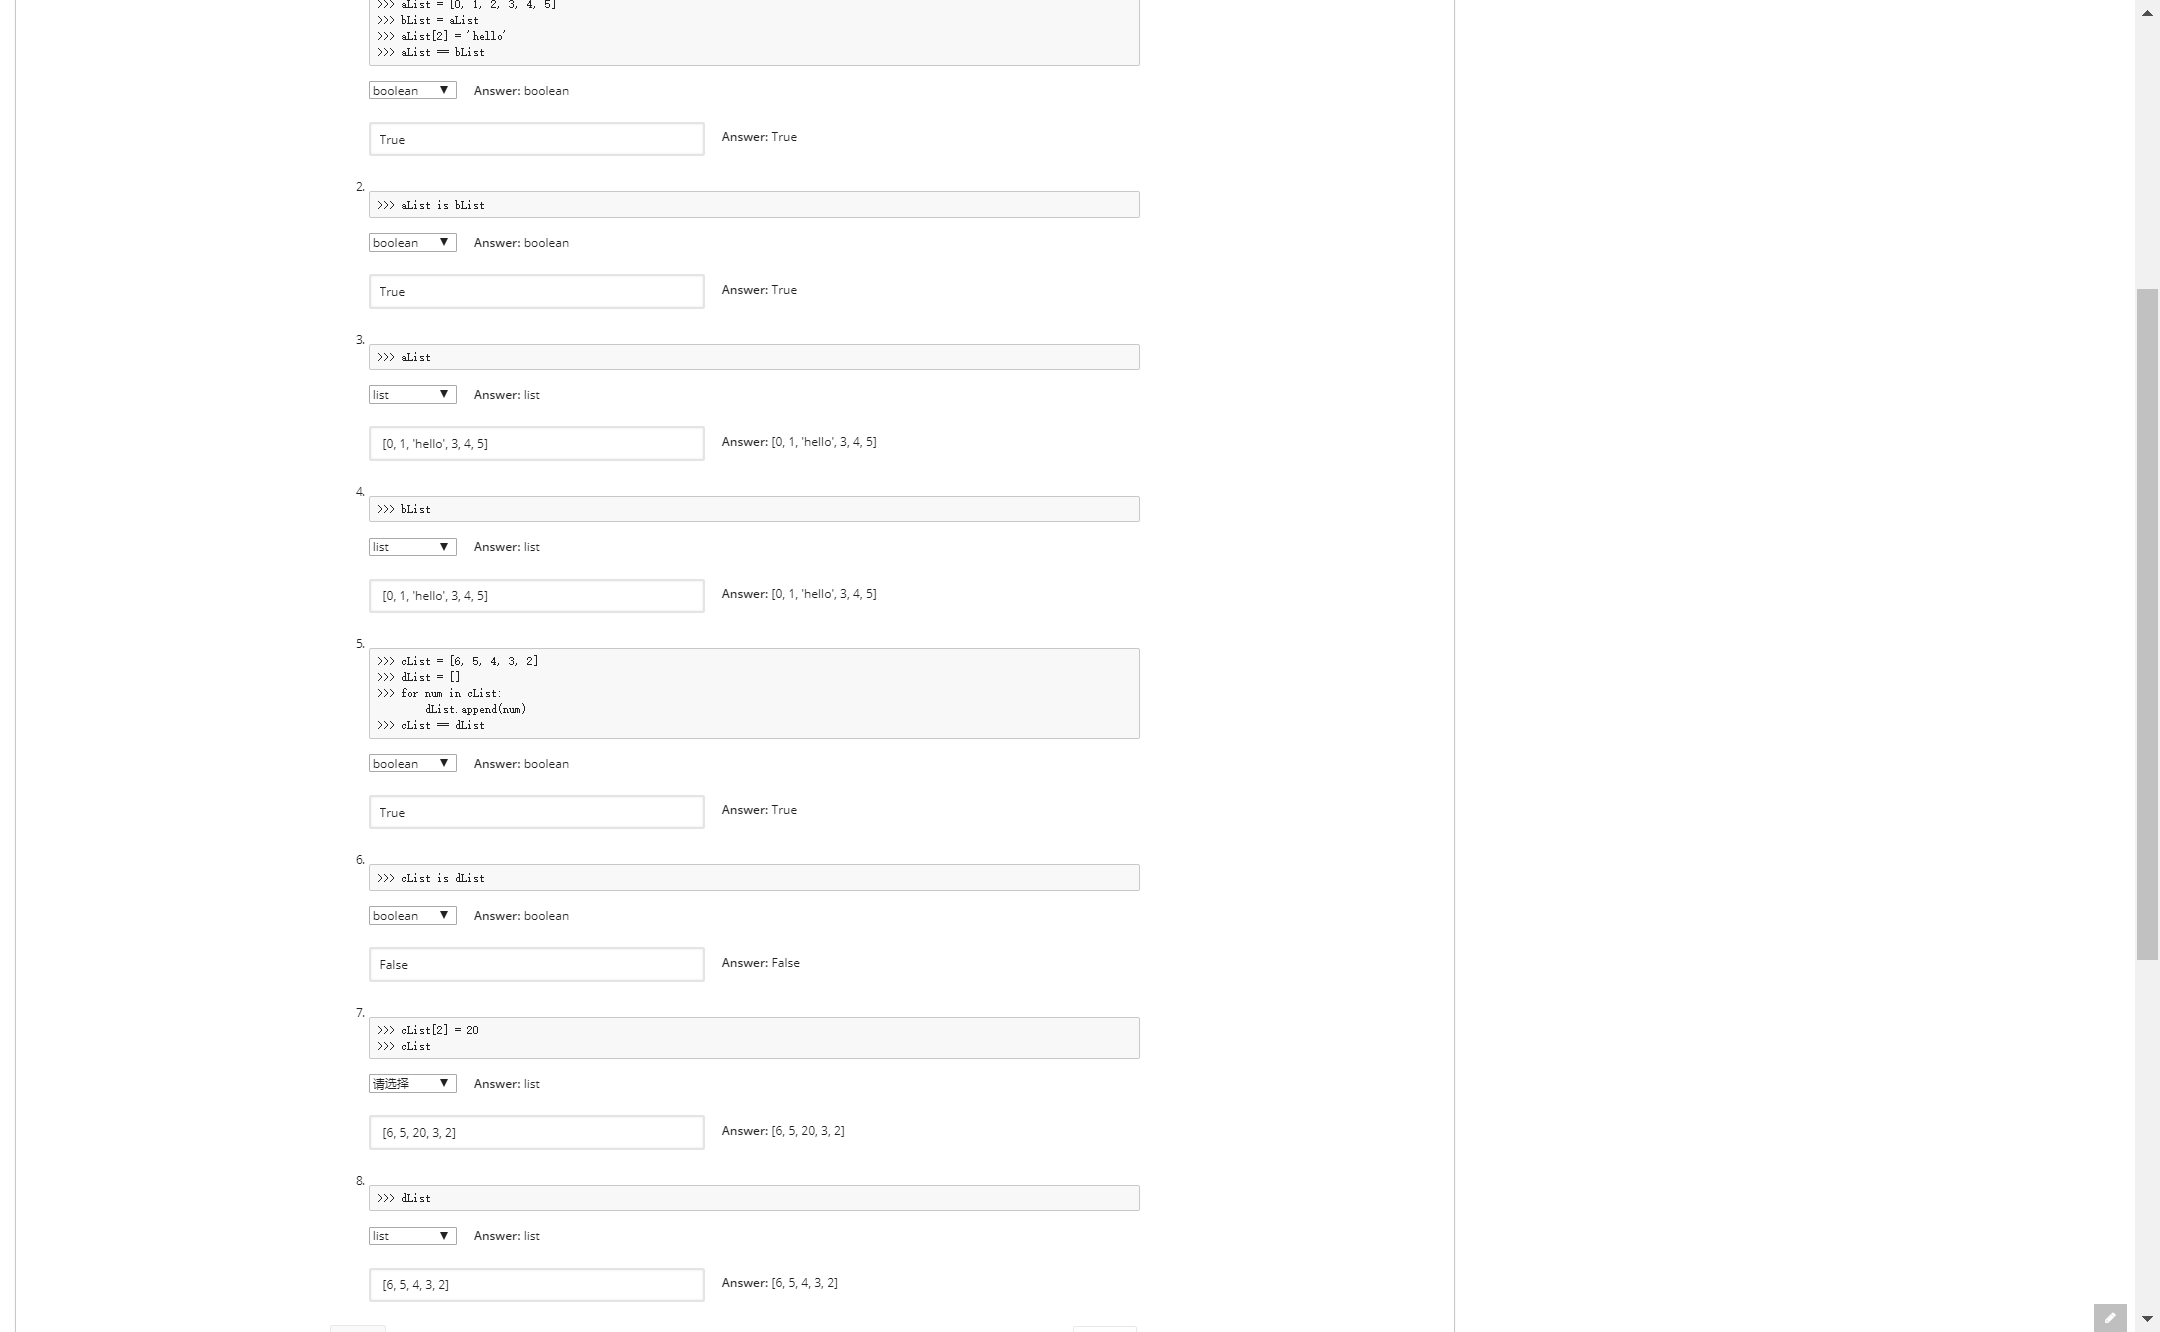 >>> aList = [0, 1, 2, 3, 4, 5]
>>> bList = aList
>>> aList[2] = 'hello'
>>> aList == bList
boolean ▼ Answer: boolean
True Answer: True
2.
>>> aList is bList
boolean ▼ Answer: boolean
True Answer: True
3.
>>> aList
list ▼ Answer: list
[0, 1, 'hello', 3, 4, 5] Answer: [0, 1, 'hello', 3, 4, 5]
4.
>>> bList
list ▼ Answer: list
[0, 1, 'hello', 3, 4, 5] Answer: [0, 1, 'hello', 3, 4, 5]
5.
>>> cList = [6, 5, 4, 3, 2]
>>> dList = []
>>> for num in cList:
        dList.append(num)
>>> cList == dList
boolean ▼ Answer: boolean
True Answer: True
6.
>>> cList is dList
boolean ▼ Answer: boolean
False Answer: False
7.
>>> cList[2] = 20
>>> cList
请选择 ▼ Answer: list
[6, 5, 20, 3, 2] Answer: [6, 5, 20, 3, 2]
8.
>>> dList
list ▼ Answer: list
[6, 5, 4, 3, 2] Answer: [6, 5, 4, 3, 2]